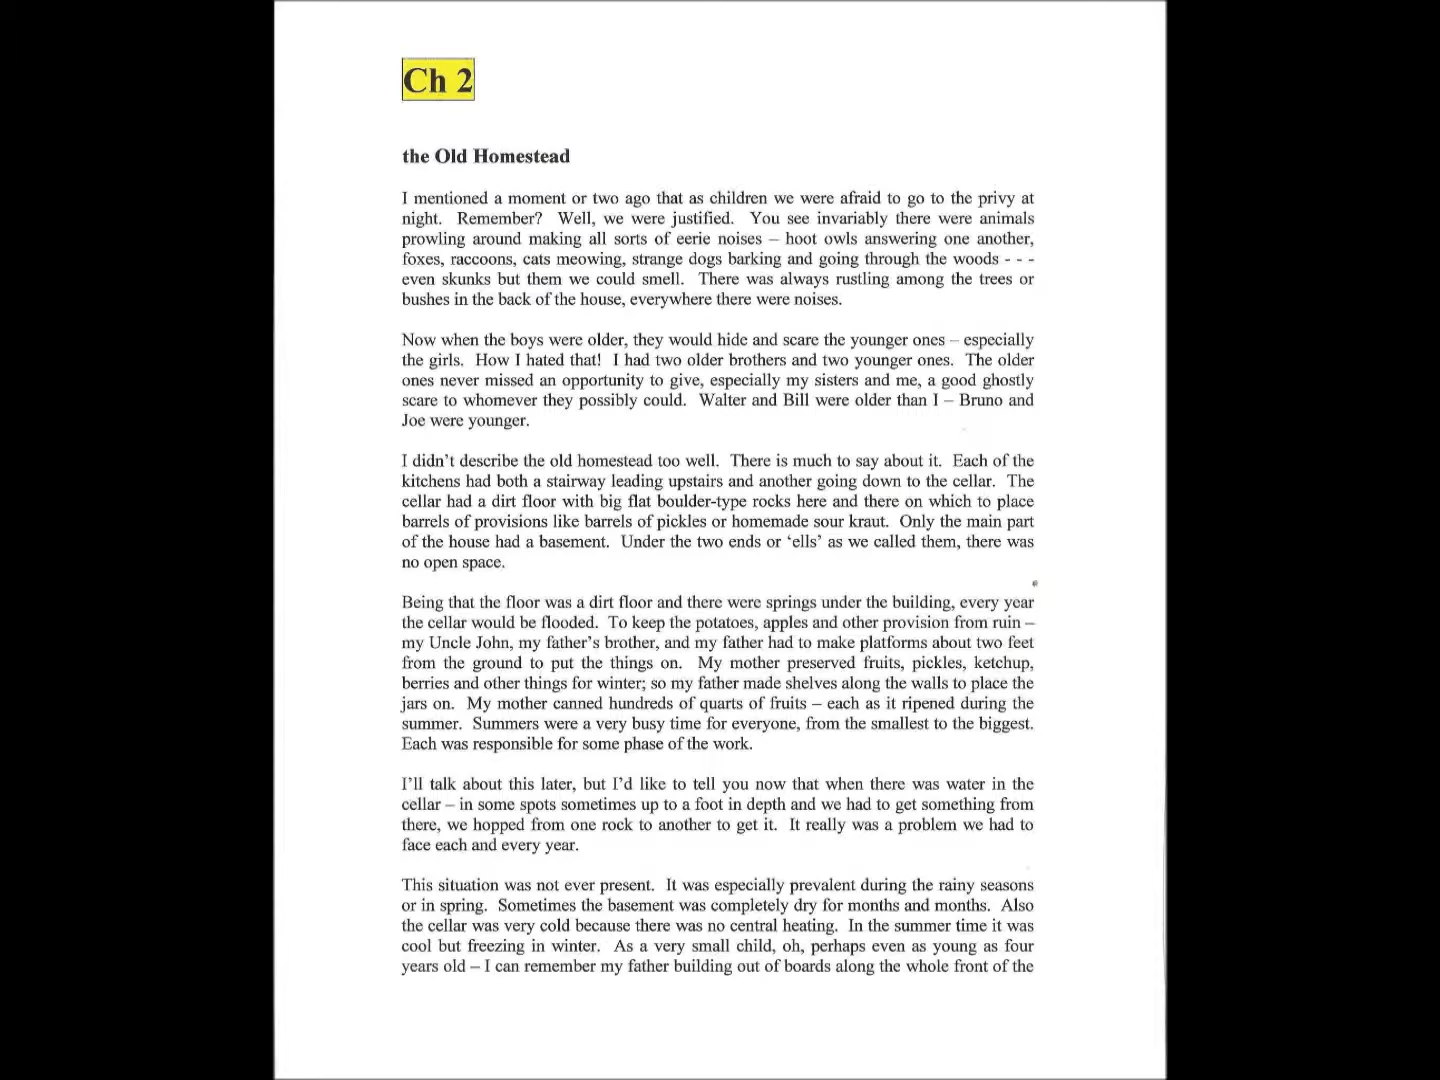 Ch 2
the Old Homestead
I mentioned a moment or two ago that as children we were afraid to go to the privy at
night. Remember? Well, we were justified. You see invariably there were animals
prowling around making all sorts of eerie noises – hoot owls answering one another,
foxes, raccoons, cats meowing, strange dogs barking and going through the woods - - -
even skunks but them we could smell. There was always rustling among the trees or
bushes in the back of the house, everywhere there were noises.
Now when the boys were older, they would hide and scare the younger ones – especially
the girls. How I hated that! I had two older brothers and two younger ones. The older
ones never missed an opportunity to give, especially my sisters and me, a good ghostly
scare to whomever they possibly could. Walter and Bill were older than I – Bruno and
Joe were younger.
I didn't describe the old homestead too well. There is much to say about it. Each of the
kitchens had both a stairway leading upstairs and another going down to the cellar. The
cellar had a dirt floor with big flat boulder-type rocks here and there on which to place
barrels of provisions like barrels of pickles or homemade sour kraut. Only the main part
of the house had a basement. Under the two ends or ‘ells’ as we called them, there was
no open space.
Being that the floor was a dirt floor and there were springs under the building, every year
the cellar would be flooded. To keep the potatoes, apples and other provision from ruin –
my Uncle John, my father's brother, and my father had to make platforms about two feet
from the ground to put the things on. My mother preserved fruits, pickles, ketchup,
berries and other things for winter; so my father made shelves along the walls to place the
jars on. My mother canned hundreds of quarts of fruits – each as it ripened during the
summer. Summers were a very busy time for everyone, from the smallest to the biggest.
Each was responsible for some phase of the work.
I'll talk about this later, but I'd like to tell you now that when there was water in the
cellar – in some spots sometimes up to a foot in depth and we had to get something from
there, we hopped from one rock to another to get it. It really was a problem we had to
face each and every year.
This situation was not ever present. It was especially prevalent during the rainy seasons
or in spring. Sometimes the basement was completely dry for months and months. Also
the cellar was very cold because there was no central heating. In the summer time it was
cool but freezing in winter. As a very small child, oh, perhaps even as young as four
years old – I can remember my father building out of boards along the whole front of the